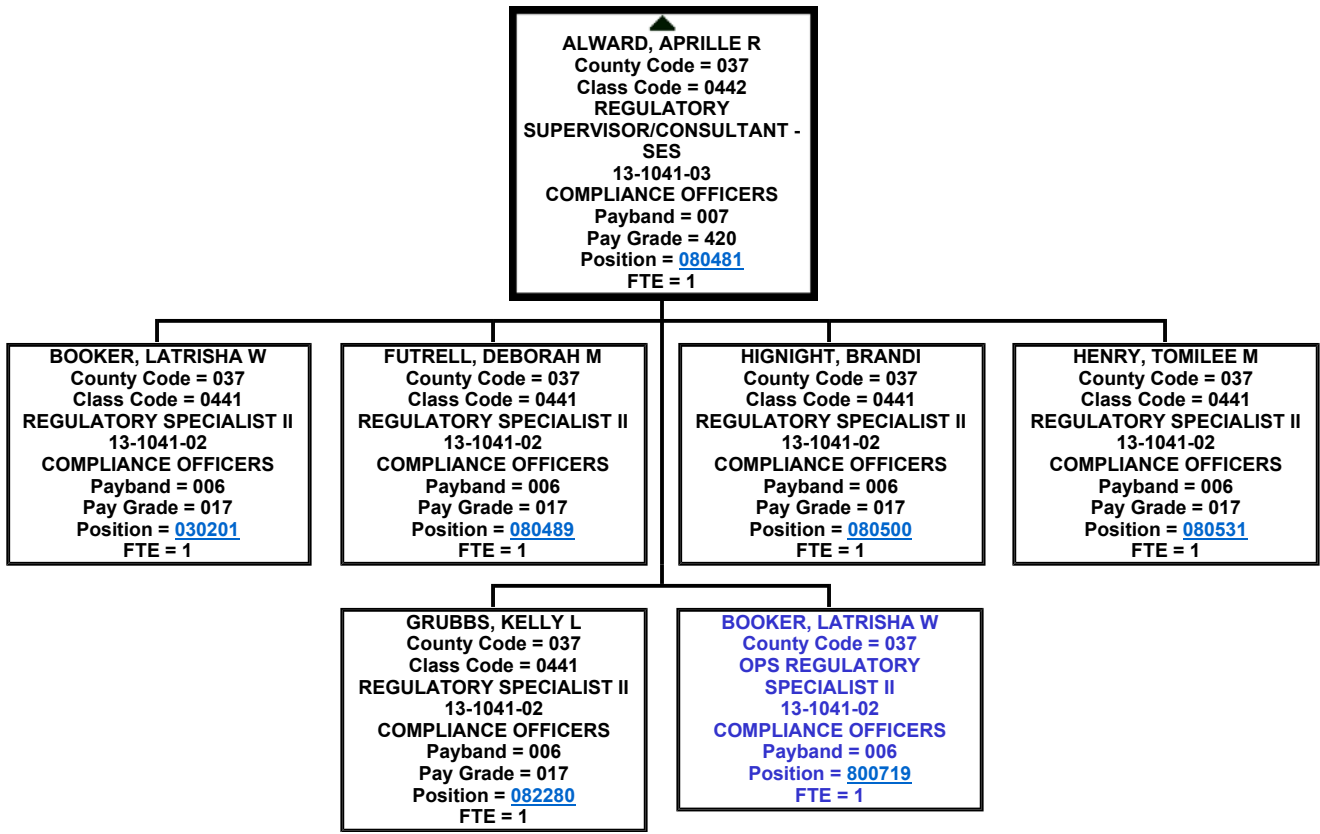 ALWARD, APRILLE R
County Code = 037
Class Code = 0442
REGULATORY
SUPERVISOR/CONSULTANT -
SES
13-1041-03
COMPLIANCE OFFICERS
Payband = 007
Pay Grade = 420
Position = 080481
FTE = 1
BOOKER, LATRISHA W
County Code = 037
Class Code = 0441
REGULATORY SPECIALIST II
13-1041-02
COMPLIANCE OFFICERS
Payband = 006
Pay Grade = 017
Position = 030201
FTE = 1
FUTRELL, DEBORAH M
County Code = 037
Class Code = 0441
REGULATORY SPECIALIST II
13-1041-02
COMPLIANCE OFFICERS
Payband = 006
Pay Grade = 017
Position = 080489
FTE = 1
HIGNIGHT, BRANDI
County Code = 037
Class Code = 0441
REGULATORY SPECIALIST II
13-1041-02
COMPLIANCE OFFICERS
Payband = 006
Pay Grade = 017
Position = 080500
FTE = 1
HENRY, TOMILEE M
County Code = 037
Class Code = 0441
REGULATORY SPECIALIST II
13-1041-02
COMPLIANCE OFFICERS
Payband = 006
Pay Grade = 017
Position = 080531
FTE = 1
GRUBBS, KELLY L
County Code = 037
Class Code = 0441
REGULATORY SPECIALIST II
13-1041-02
COMPLIANCE OFFICERS
Payband = 006
Pay Grade = 017
Position = 082280
FTE = 1
BOOKER, LATRISHA W
County Code = 037
OPS REGULATORY
SPECIALIST II
13-1041-02
COMPLIANCE OFFICERS
Payband = 006
Position = 800719
FTE = 1